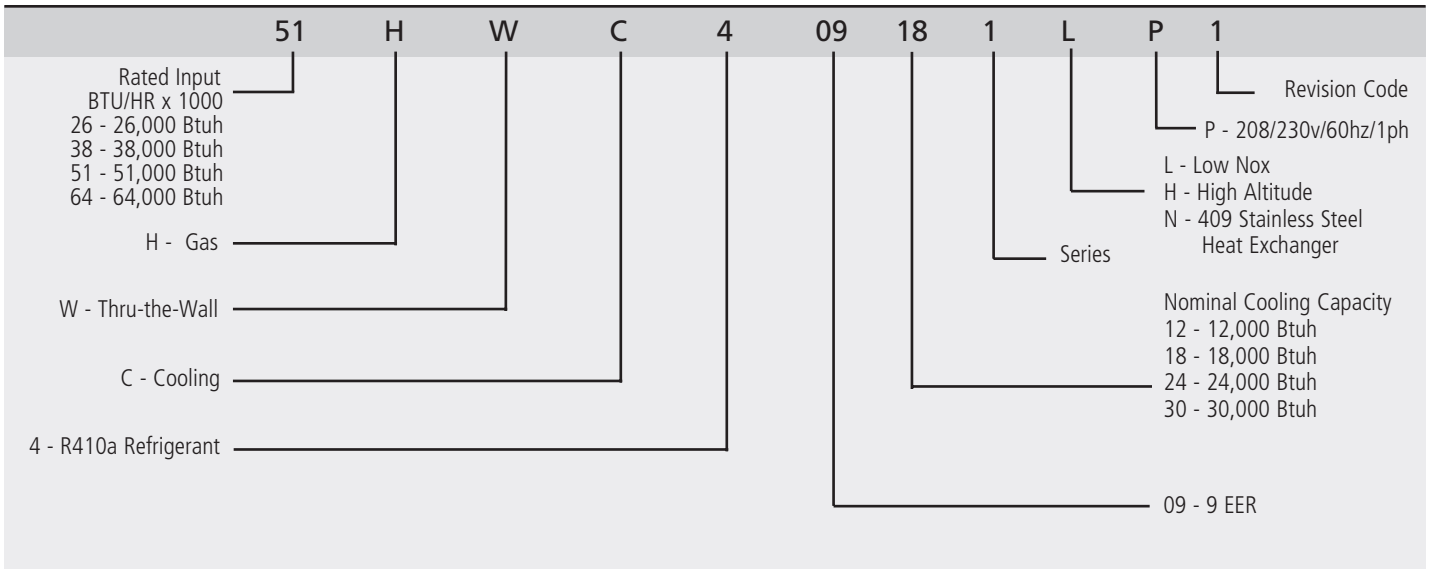 51 H W C 4 09 18 1 L P 1
Rated Input
BTU/HR x 1000
26 - 26,000 Btuh
38 - 38,000 Btuh
51 - 51,000 Btuh
64 - 64,000 Btuh
H - Gas
W - Thru-the-Wall
C - Cooling
4 - R410a Refrigerant
Revision Code
P - 208/230v/60hz/1ph
L - Low Nox
H - High Altitude
N - 409 Stainless Steel
Heat Exchanger
Series
Nominal Cooling Capacity
12 - 12,000 Btuh
18 - 18,000 Btuh
24 - 24,000 Btuh
30 - 30,000 Btuh
09 - 9 EER